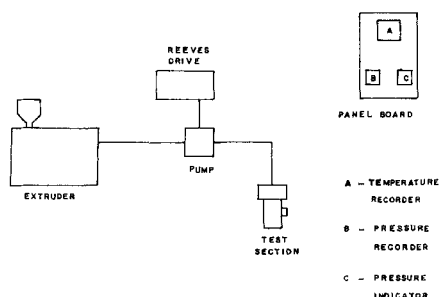 REEVES
DRIVE
A
B C
PANEL BOARD
PUMP
EXTRUDER
TEST
SECTION
A - TEMPERATURE
RECORDER
B - PRESSURE
RECORDER
C - PRESSURE
INDICATOR